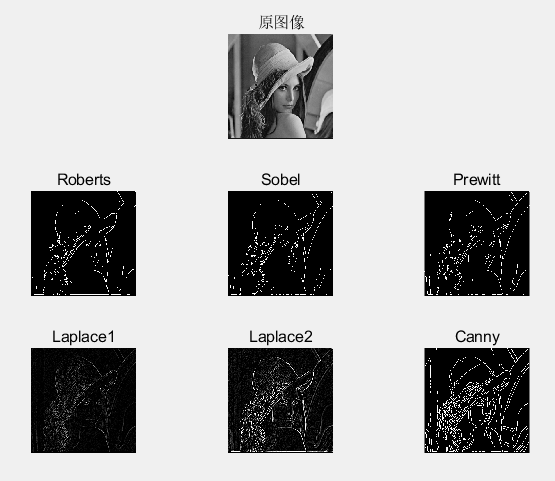 原图像
Roberts
Sobel
Prewitt
Laplace1
Laplace2
Canny